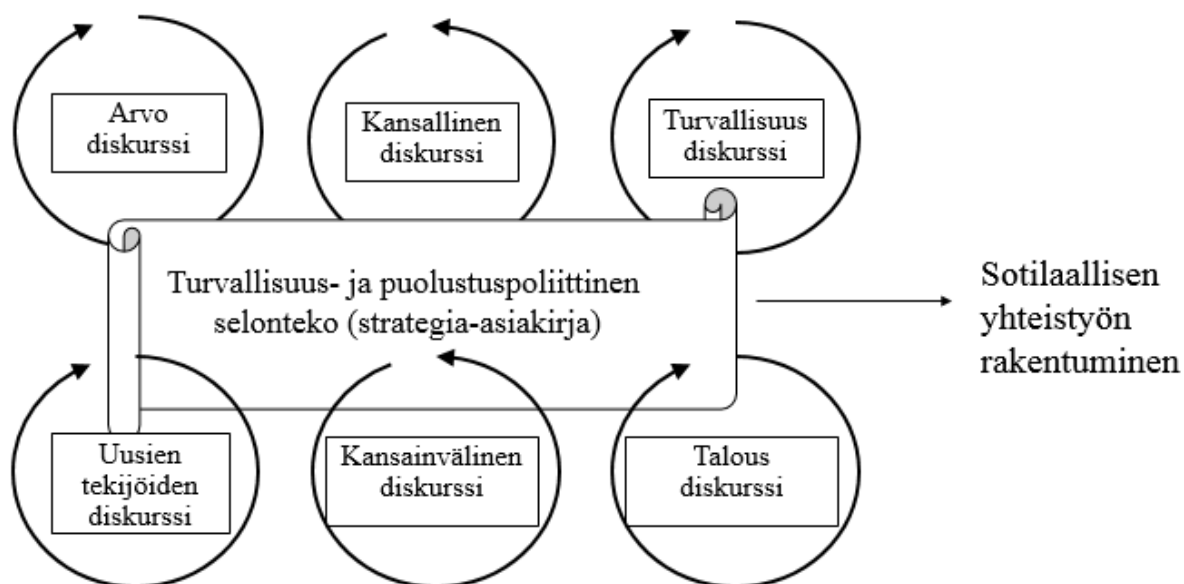 Arvo
diskurssi
Kansallinen
diskurssi
Turvallisuus
diskurssi
Turvallisuus- ja puolustuspoliittinen
selonteko (strategia-asiakirja)
Sotilaallisen
yhteistyön
rakentuminen
Uusien
tekijöiden
diskurssi
Kansainvälinen
diskurssi
Talous
diskurssi